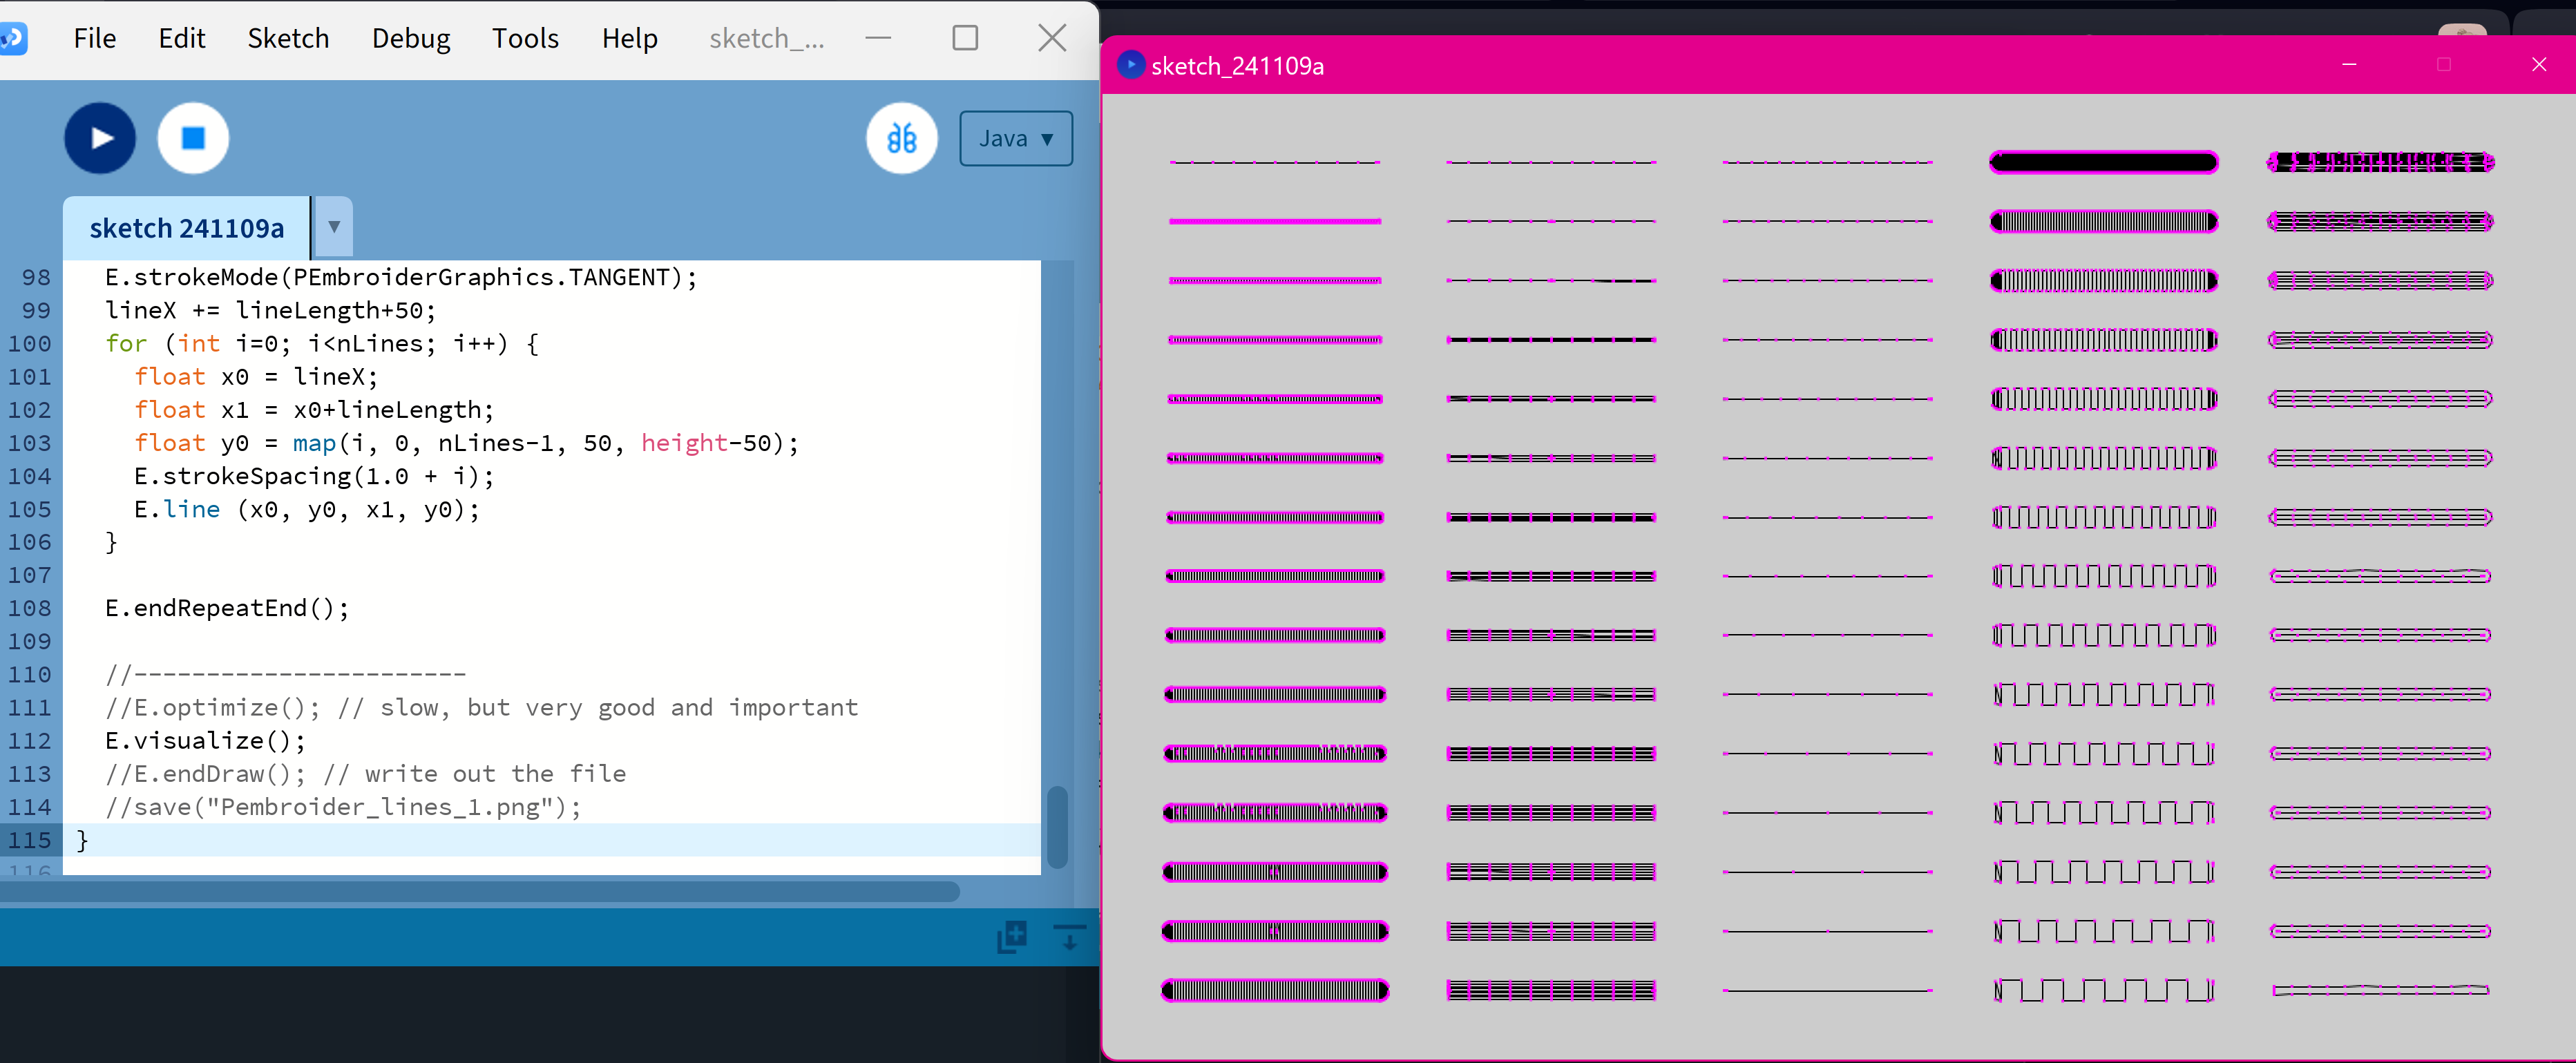 File Edit Sketch Debug Tools Help sketch_...
Java ▼
sketch 241109a ▼
98 E.strokeMode(PEmbroiderGraphics.TANGENT);
99 lineX += lineLength+50;
100 for (int i=0; i<nLines; i++) {
101 float x0 = lineX;
102 float x1 = x0+lineLength;
103 float y0 = map(i, 0, nLines-1, 50, height-50);
104 E.strokeSpacing(1.0 + i);
105 E.line (x0, y0, x1, y0);
106 }
107
108 E.endRepeatEnd();
109
110 //-----------------------
111 //E.optimize(); // slow, but very good and important
112 E.visualize();
113 //E.endDraw(); // write out the file
114 //save("Pembroider_lines_1.png");
115 }
116
sketch_241109a